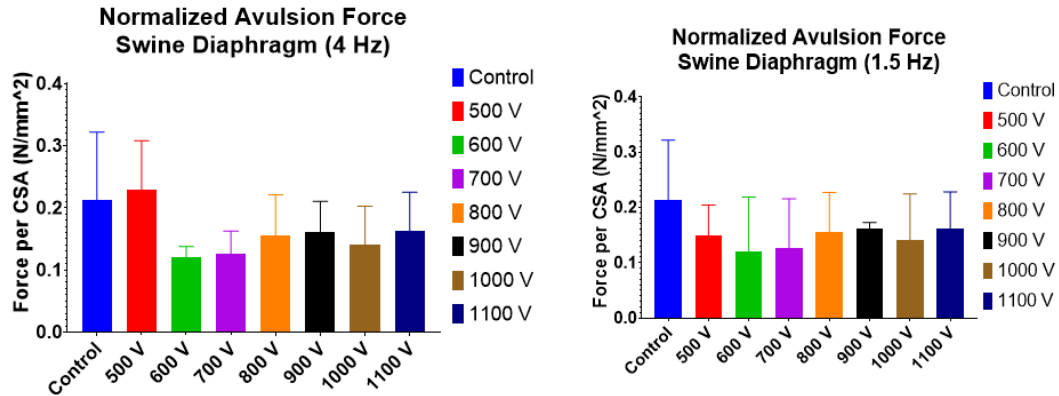 Normalized Avulsion Force
Swine Diaphragm (4 Hz)
Force per CSA (N/mm^2)
0.4
0.3
0.2
0.1
0.0
Control
500 V
600 V
700 V
800 V
900 V
1000 V
1100 V
Control
500 V
600 V
700 V
800 V
900 V
1000 V
1100 V
Normalized Avulsion Force
Swine Diaphragm (1.5 Hz)
Force per CSA (N/mm^2)
0.4
0.3
0.2
0.1
0.0
Control
500 V
600 V
700 V
800 V
900 V
1000 V
1100 V
Control
500 V
600 V
700 V
800 V
900 V
1000 V
1100 V